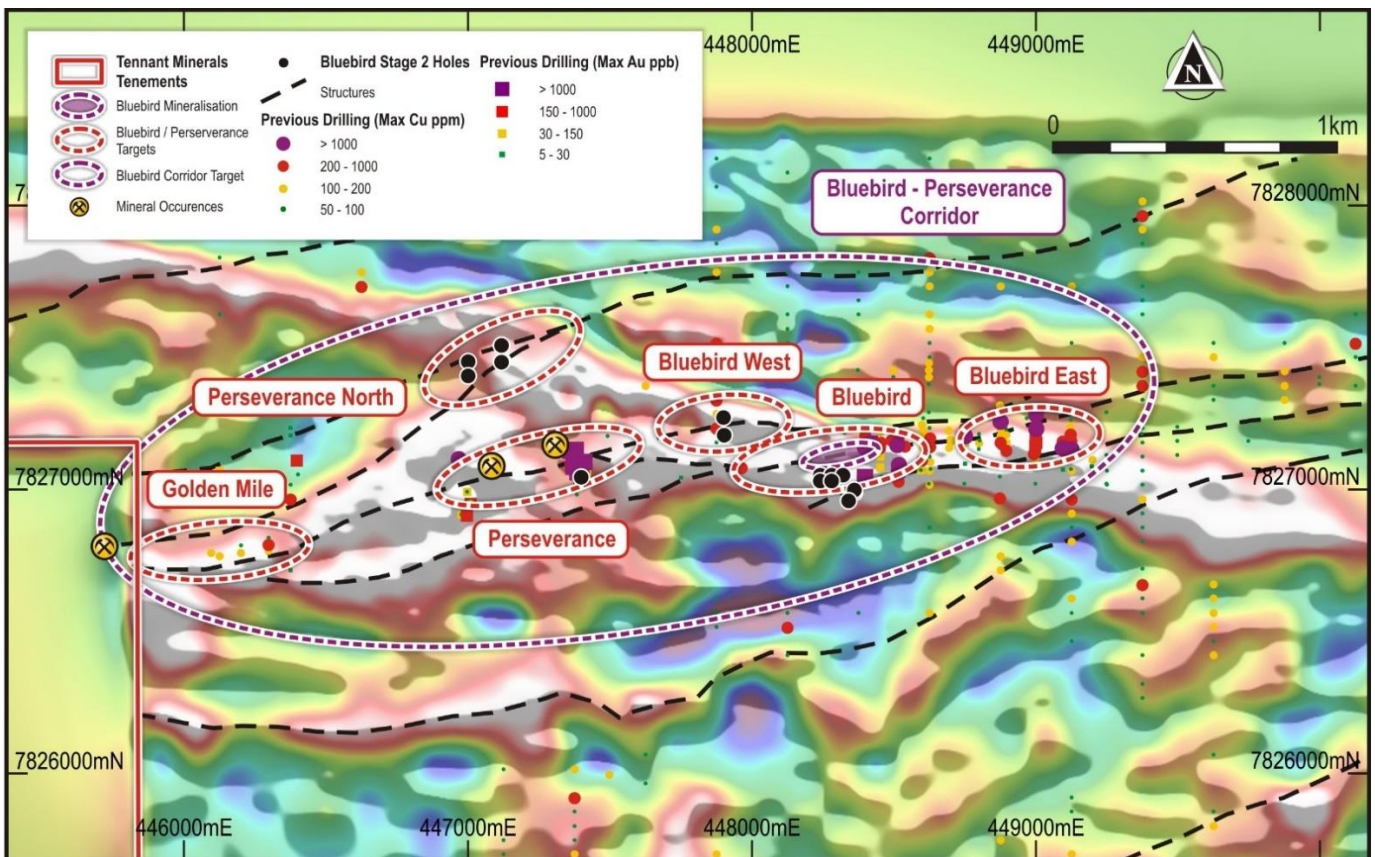 Tennant Minerals
Tenements
Bluebird Mineralisation
Bluebird / Perserverance
Targets
Bluebird Corridor Target
Mineral Occurences
Bluebird Stage 2 Holes
Structures
Previous Drilling (Max Cu ppm)
> 1000
200 - 1000
100 - 200
50 - 100
Previous Drilling (Max Au ppb)
> 1000
150 - 1000
30 - 150
5 - 30
448000mE
449000mE
N
0
1km
Bluebird - Perseverance
Corridor
7828000mN
Bluebird West
Bluebird
Bluebird East
Perseverance North
7827000mN
7827000mN
Golden Mile
Perseverance
7826000mN
7826000mN
446000mE
447000mE
448000mE
449000mE